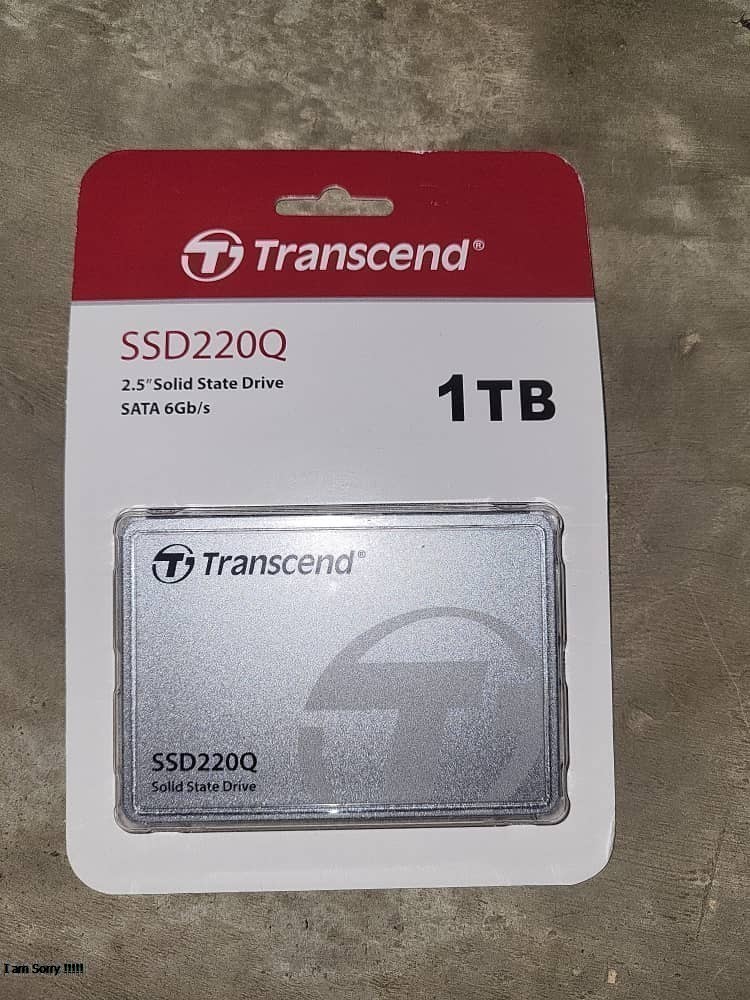 Transcend®
SSD220Q
2.5" Solid State Drive
SATA 6Gb/s
1TB
Transcend®
SSD220Q
Solid State Drive
I am Sorry !!!!!